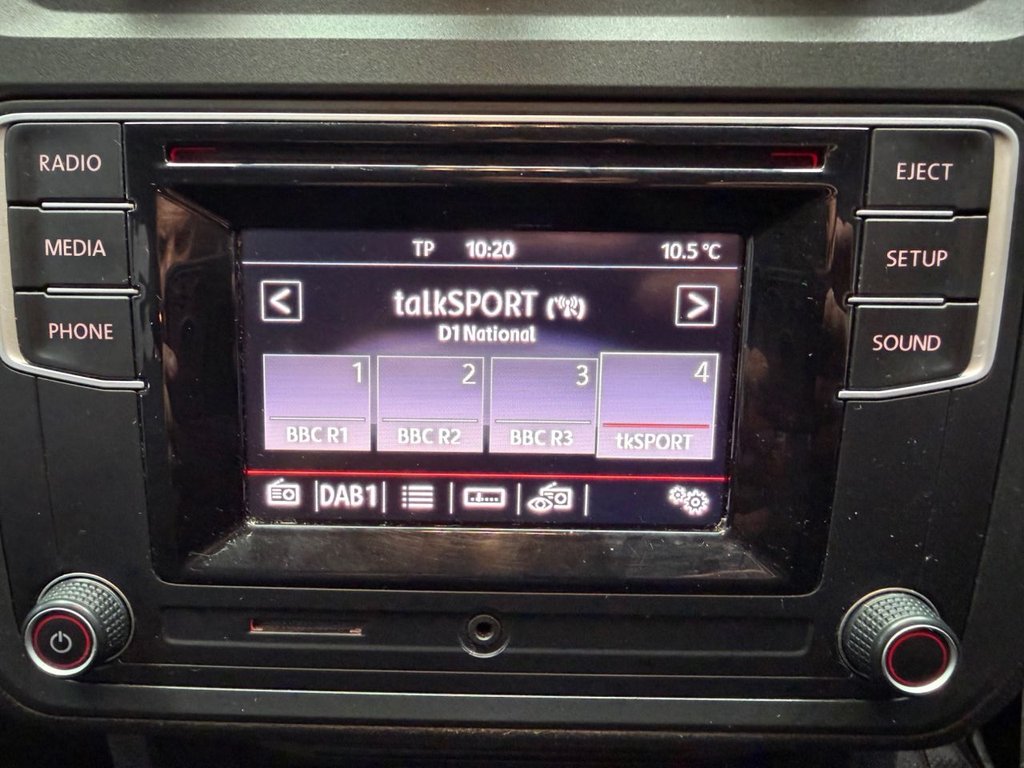 RADIO
MEDIA
PHONE
EJECT
SETUP
SOUND
TP 10:20 10.5 °C
< talkSPORT >
D1 National
1 2 3 4
BBC R1 BBC R2 BBC R3 tkSPORT
DAB1